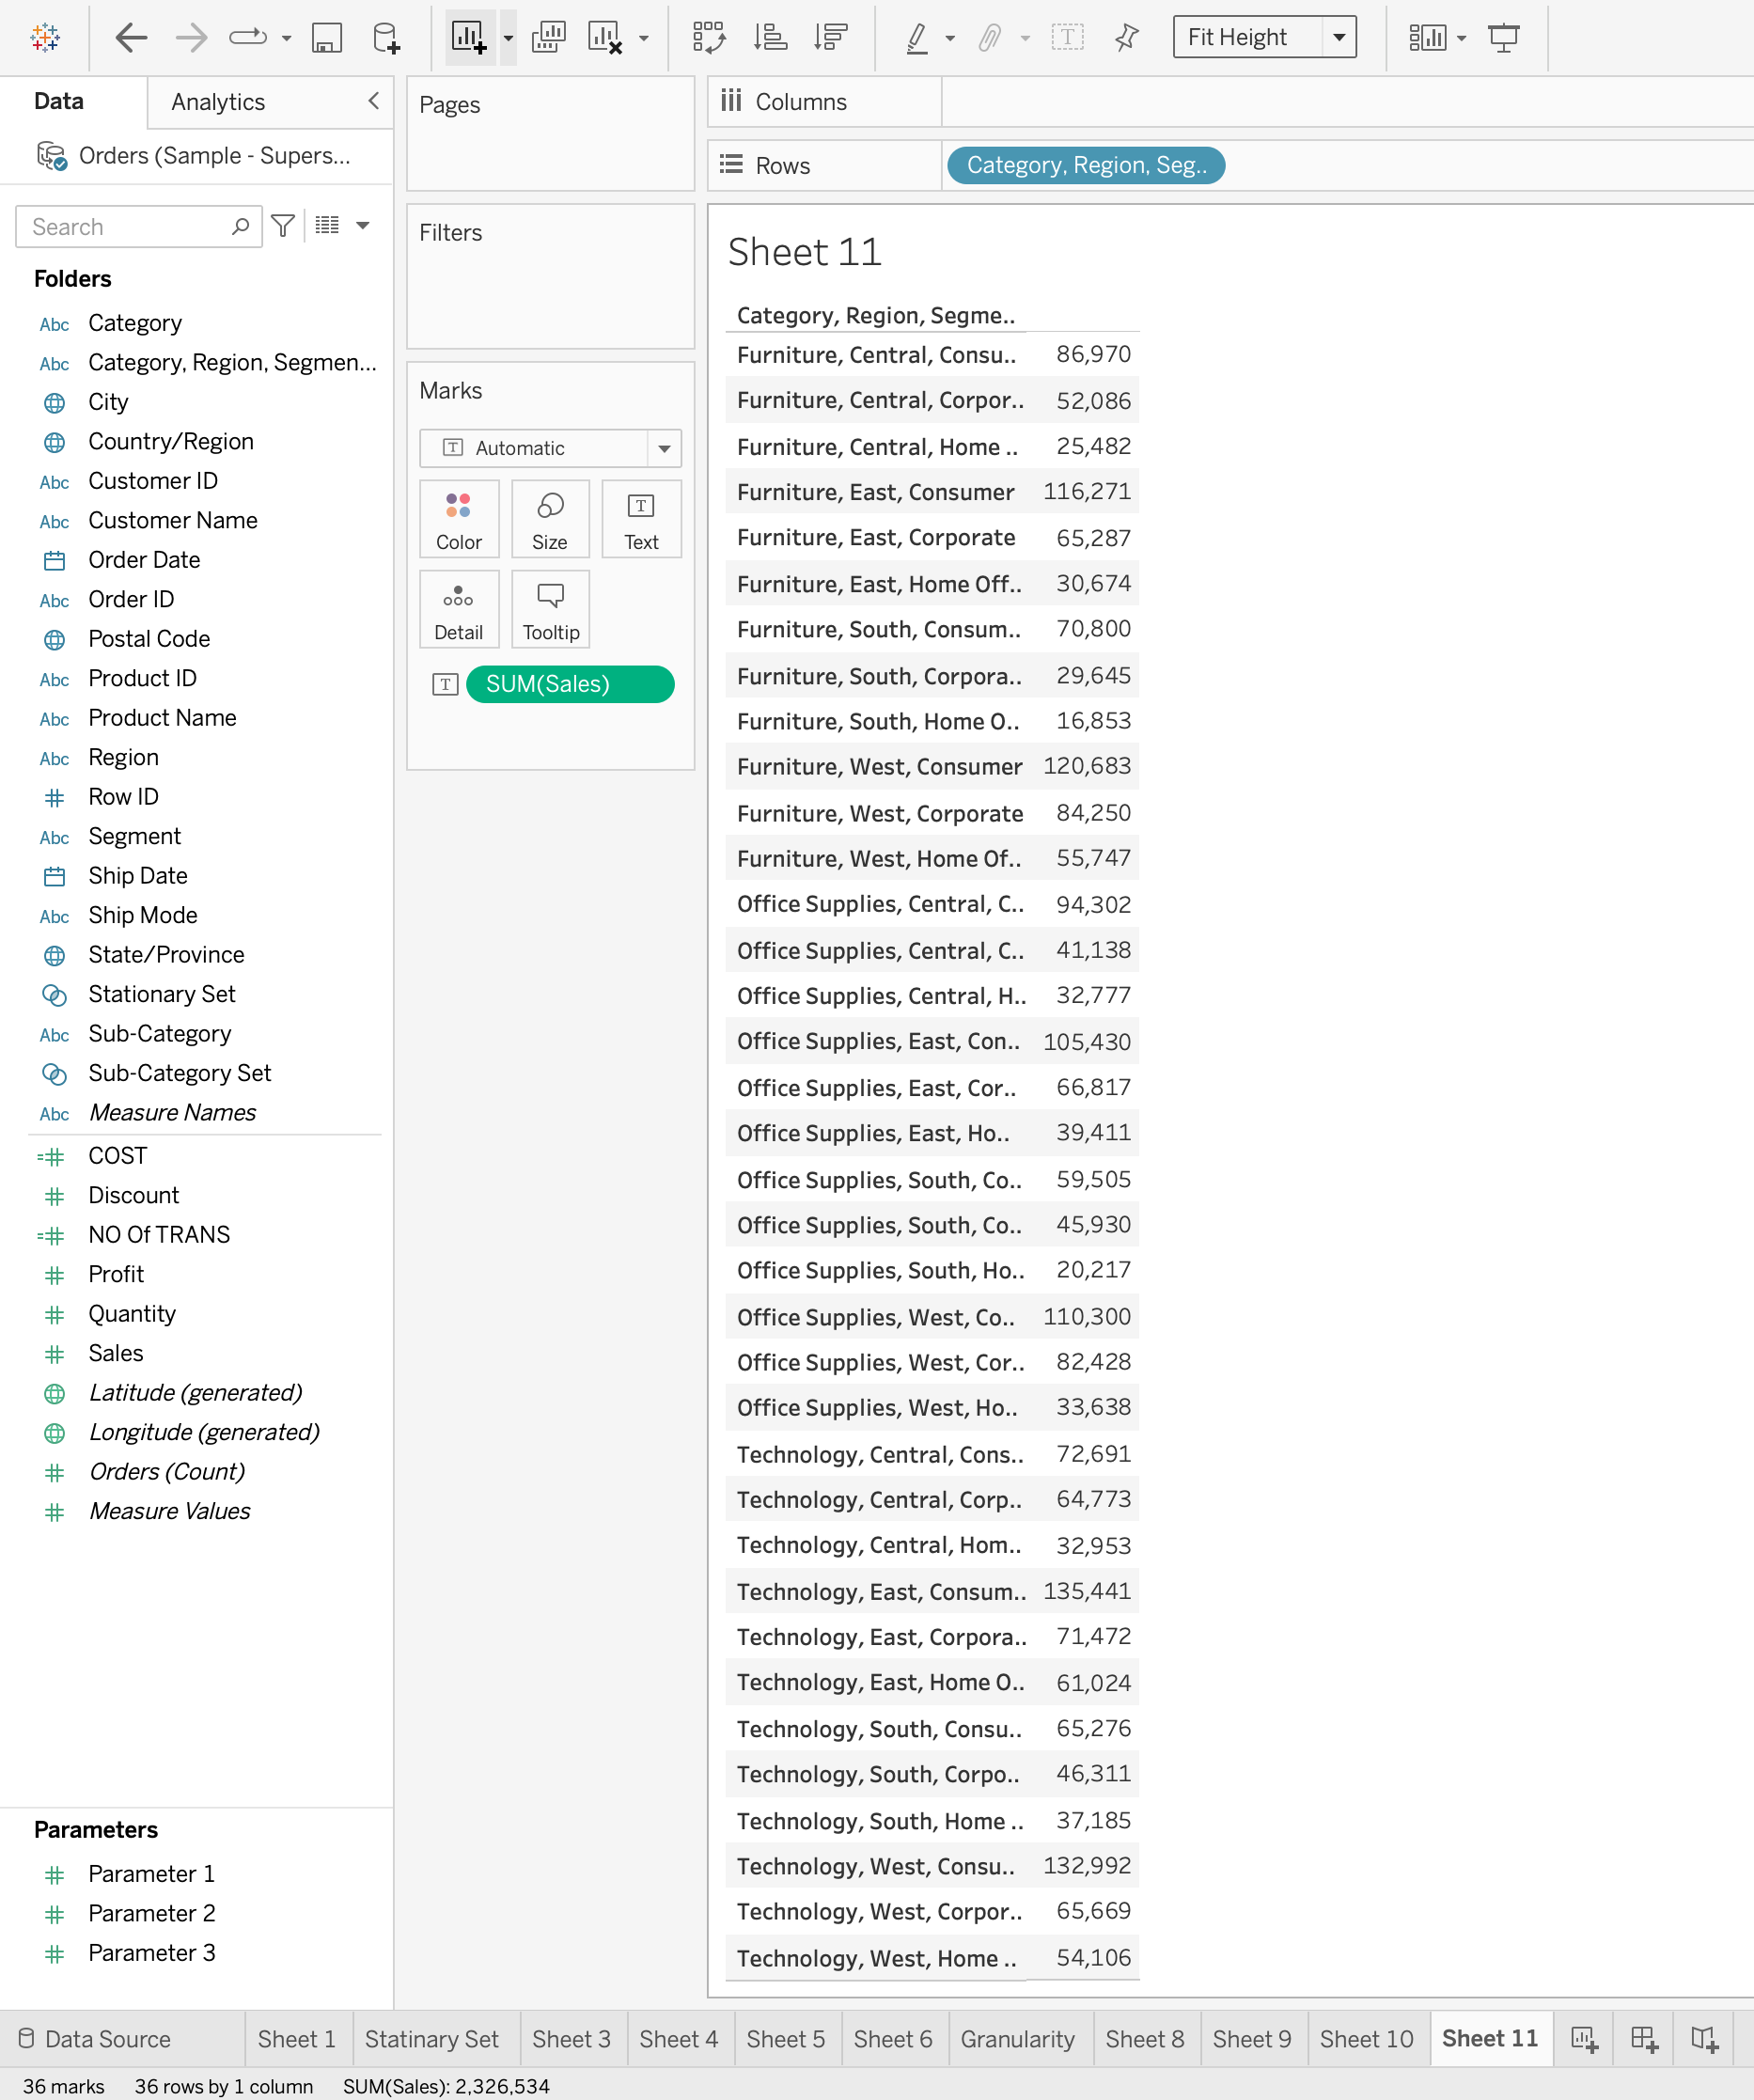 Fit Height
Data
Analytics
Orders (Sample - Supers...
Search
Folders
Abc Category
Abc Category, Region, Segmen...
City
Country/Region
Abc Customer ID
Abc Customer Name
Order Date
Abc Order ID
Postal Code
Abc Product ID
Abc Product Name
Abc Region
Row ID
Abc Segment
Ship Date
Abc Ship Mode
State/Province
Stationary Set
Abc Sub-Category
Sub-Category Set
Abc Measure Names
=# COST
# Discount
=# NO Of TRANS
# Profit
# Quantity
# Sales
Latitude (generated)
Longitude (generated)
# Orders (Count)
# Measure Values
Parameters
# Parameter 1
# Parameter 2
# Parameter 3
Pages
Filters
Marks
T Automatic
Color
Size
T Text
Detail
Tooltip
T SUM(Sales)
Columns
Rows
Category, Region, Seg..
Sheet 11
Category, Region, Segme..
Furniture, Central, Consu.. 86,970
Furniture, Central, Corpor.. 52,086
Furniture, Central, Home .. 25,482
Furniture, East, Consumer 116,271
Furniture, East, Corporate 65,287
Furniture, East, Home Off.. 30,674
Furniture, South, Consum.. 70,800
Furniture, South, Corpora.. 29,645
Furniture, South, Home O.. 16,853
Furniture, West, Consumer 120,683
Furniture, West, Corporate 84,250
Furniture, West, Home Of.. 55,747
Office Supplies, Central, C.. 94,302
Office Supplies, Central, C.. 41,138
Office Supplies, Central, H.. 32,777
Office Supplies, East, Con.. 105,430
Office Supplies, East, Cor.. 66,817
Office Supplies, East, Ho.. 39,411
Office Supplies, South, Co.. 59,505
Office Supplies, South, Co.. 45,930
Office Supplies, South, Ho.. 20,217
Office Supplies, West, Co.. 110,300
Office Supplies, West, Cor.. 82,428
Office Supplies, West, Ho.. 33,638
Technology, Central, Cons.. 72,691
Technology, Central, Corp.. 64,773
Technology, Central, Hom.. 32,953
Technology, East, Consum.. 135,441
Technology, East, Corpora.. 71,472
Technology, East, Home O.. 61,024
Technology, South, Consu.. 65,276
Technology, South, Corpo.. 46,311
Technology, South, Home .. 37,185
Technology, West, Consu.. 132,992
Technology, West, Corpor.. 65,669
Technology, West, Home .. 54,106
Data Source
Sheet 1
Statinary Set
Sheet 3
Sheet 4
Sheet 5
Sheet 6
Granularity
Sheet 8
Sheet 9
Sheet 10
Sheet 11
36 marks
36 rows by 1 column
SUM(Sales): 2,326,534